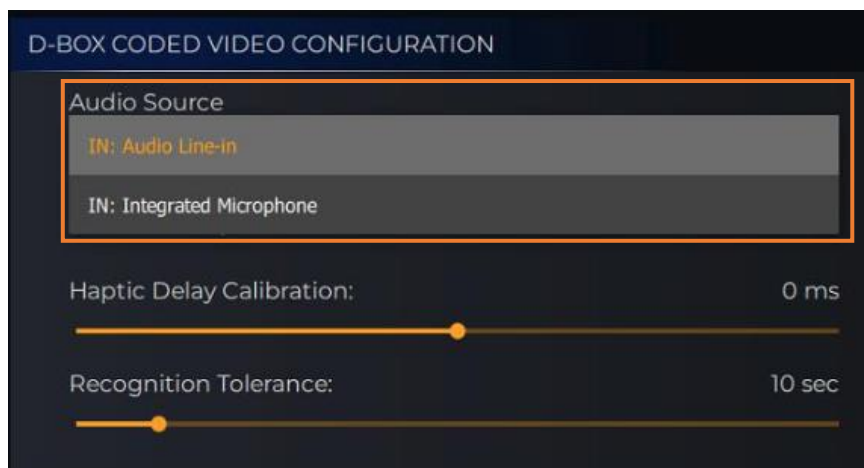 D-BOX CODED VIDEO CONFIGURATION
Audio Source
IN: Audio Line-in
IN: Integrated Microphone
Haptic Delay Calibration: 0 ms
Recognition Tolerance: 10 sec